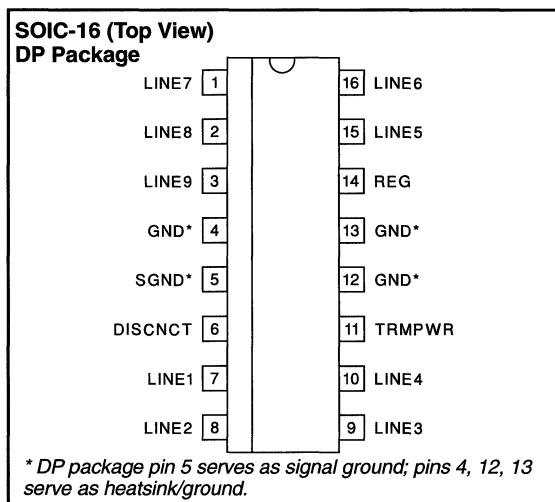 SOIC-16 (Top View)
DP Package
LINE7 1 16 LINE6
LINE8 2 15 LINE5
LINE9 3 14 REG
GND* 4 13 GND*
SGND* 5 12 GND*
DISCNCT 6 11 TRMPWR
LINE1 7 10 LINE4
LINE2 8 9 LINE3
* DP package pin 5 serves as signal ground; pins 4, 12, 13
serve as heatsink/ground.